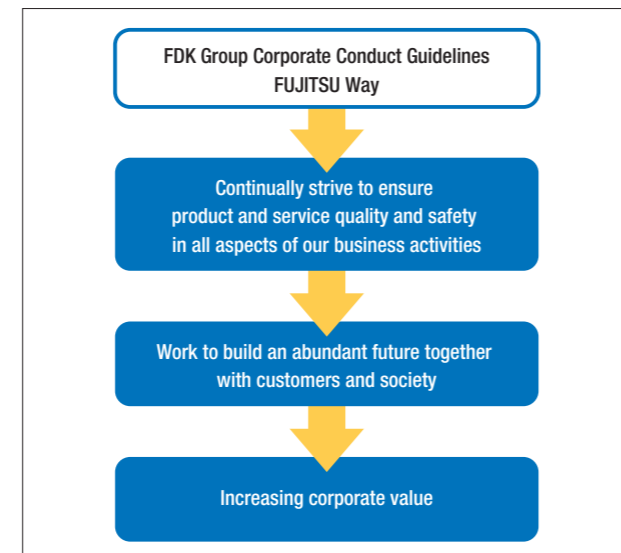 FDK Group Corporate Conduct Guidelines
FUJITSU Way
Continually strive to ensure
product and service quality and safety
in all aspects of our business activities
Work to build an abundant future together
with customers and society
Increasing corporate value